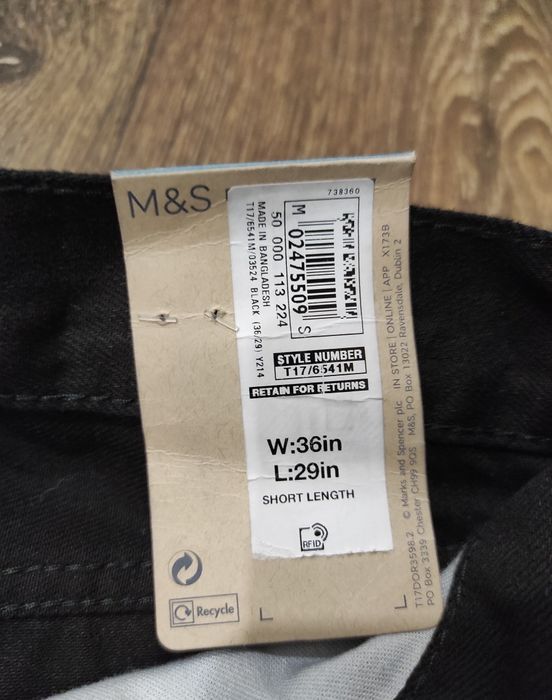 M&S
738360
M 02475509 S
50 000 113 224
MADE IN BANGLADESH
T17/6541M/03524 BLACK (36/29) Y214
STYLE NUMBER
T17/6541M
RETAIN FOR RETURNS
W:36in
L:29in
SHORT LENGTH
RFID
Recycle
IN STORE | ONLINE | APP X173B
© Marks and Spencer plc
M&S, PO Box 13022 Ravensdale, Dublin 2
PO Box 3339 Chester CH99 9QS
T17DOR3598.2